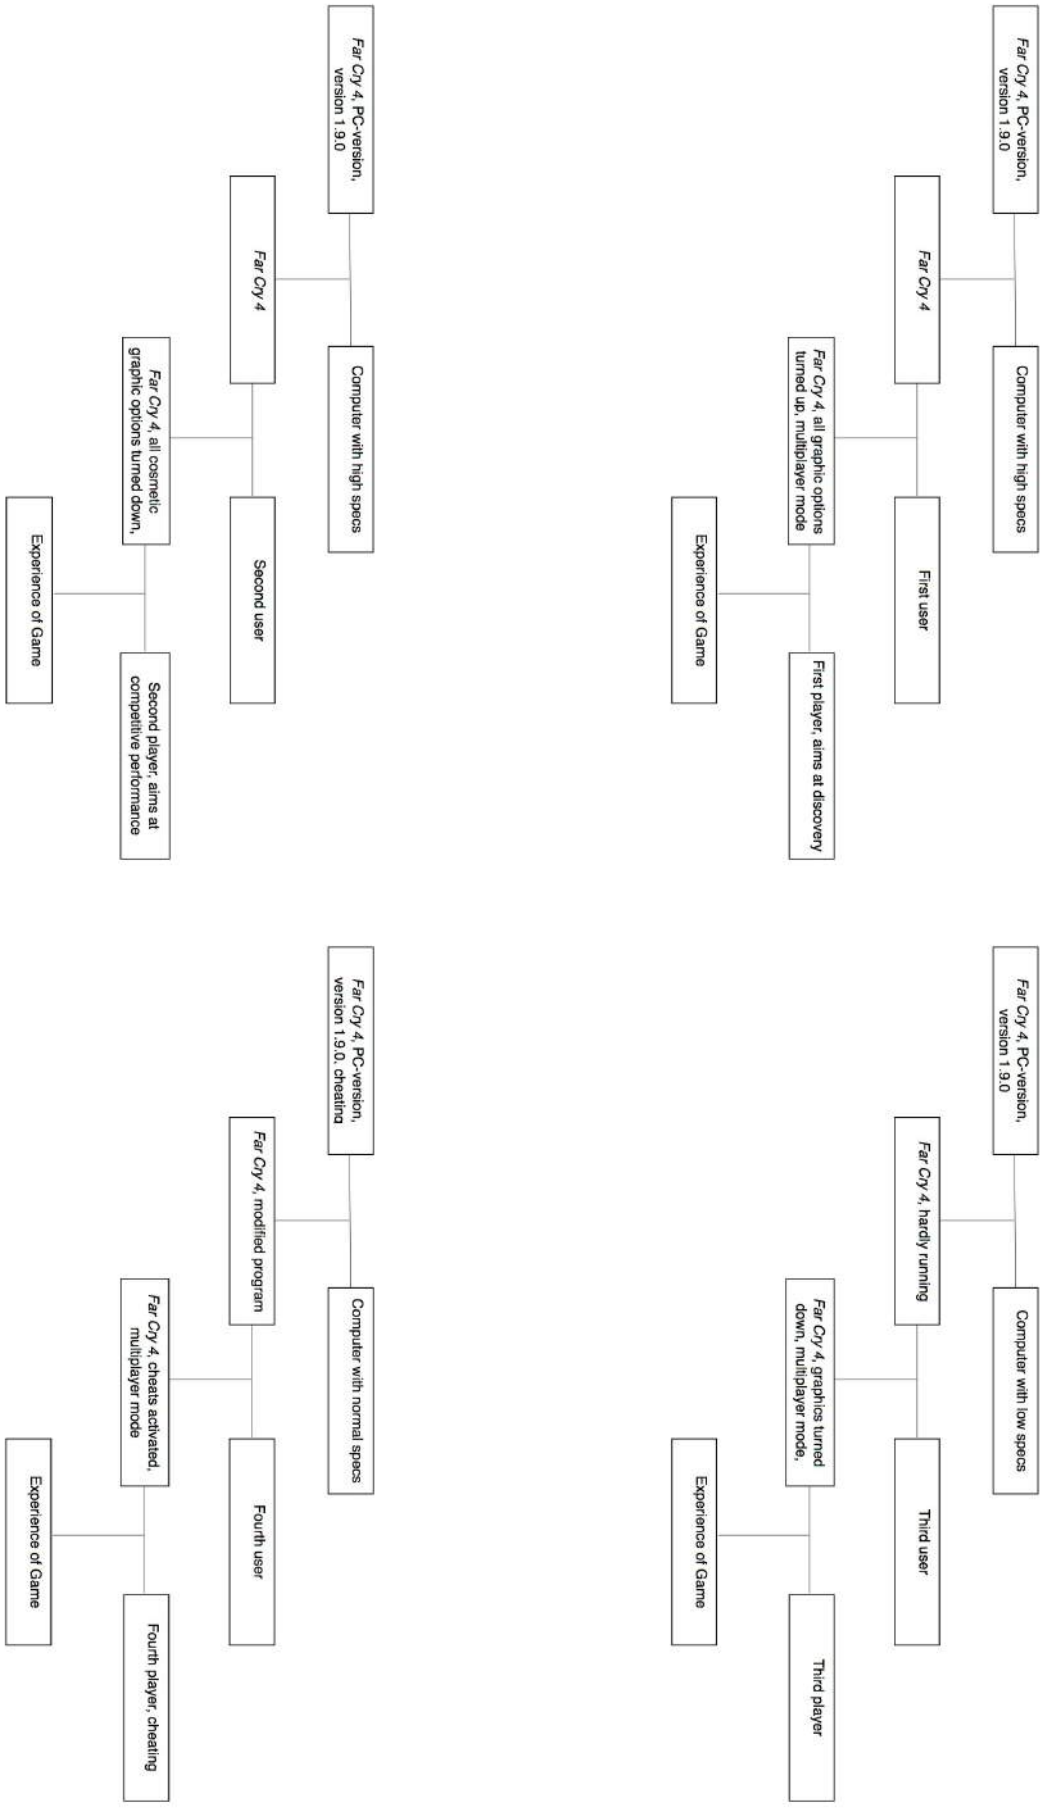 Far Cry 4, PC-version,
version 1.9.0
Computer with high specs
Far Cry 4
First user
Far Cry 4, all graphic options
turned up, multiplayer mode
First player, aims at discovery
Experience of Game
Far Cry 4, PC-version,
version 1.9.0
Computer with low specs
Far Cry 4, hardly running
Third user
Far Cry 4, graphics turned
down, multiplayer mode,
Third player
Experience of Game
Far Cry 4, PC-version,
version 1.9.0
Computer with high specs
Far Cry 4
Second user
Far Cry 4, all cosmetic
graphic options turned down,
Second player, aims at
competitive performance
Experience of Game
Far Cry 4, PC-version,
version 1.9.0, cheating
Computer with normal specs
Far Cry 4, modified program
Fourth user
Far Cry 4, cheats activated,
multiplayer mode
Fourth player, cheating
Experience of Game